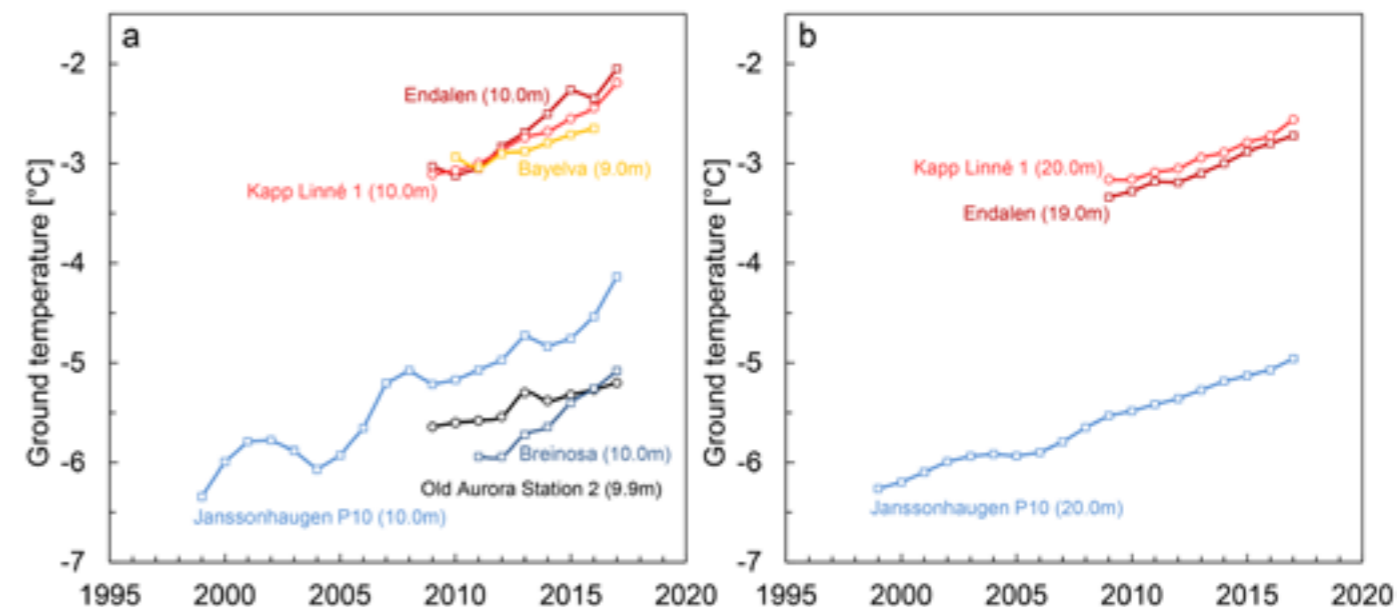 a
Ground temperature [°C]
-2
-3
-4
-5
-6
-7
1995
2000
2005
2010
2015
2020
Endalen (10.0m)
Bayelva (9.0m)
Kapp Linné 1 (10.0m)
Breinosa (10.0m)
Old Aurora Station 2 (9.9m)
Janssonhaugen P10 (10.0m)
b
Ground temperature [°C]
-2
-3
-4
-5
-6
-7
1995
2000
2005
2010
2015
2020
Kapp Linné 1 (20.0m)
Endalen (19.0m)
Janssonhaugen P10 (20.0m)